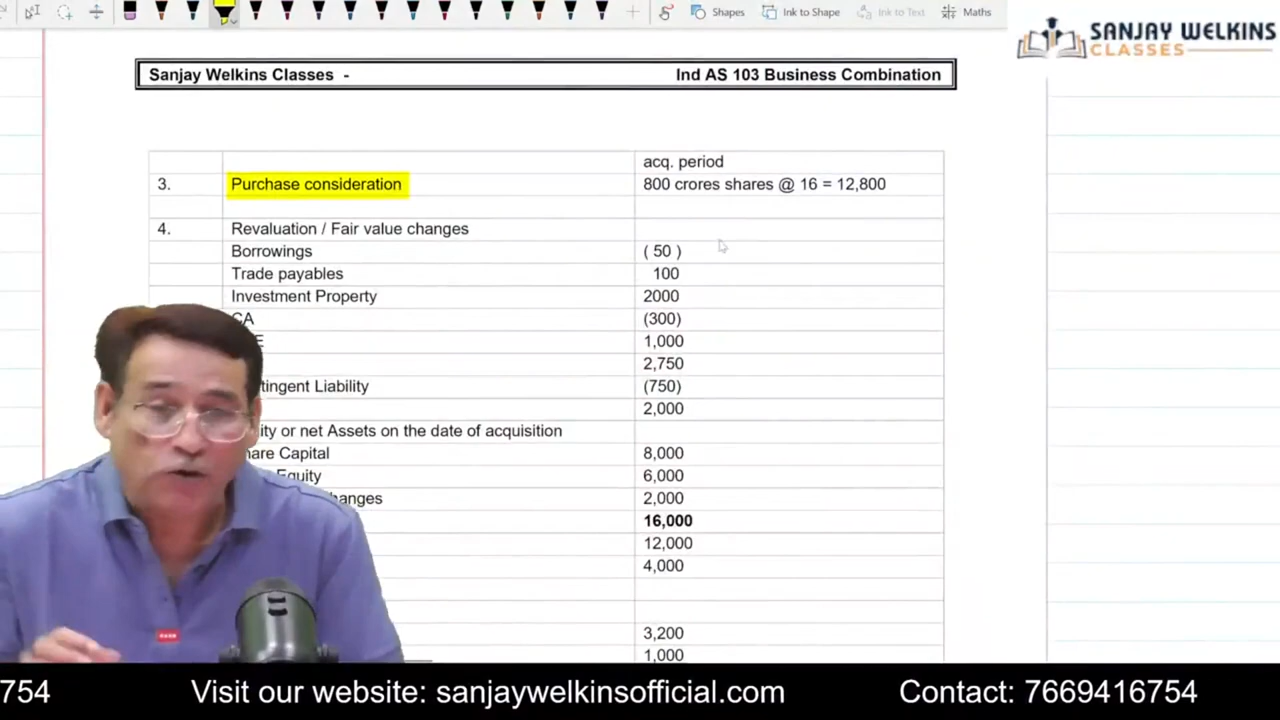 Shapes Ink to Shape Ink to Text Maths
SANJAY WELKINS
CLASSES
Sanjay Welkins Classes - Ind AS 103 Business Combination
acq. period
3. Purchase consideration 800 crores shares @ 16 = 12,800
4. Revaluation / Fair value changes
Borrowings ( 50 )
Trade payables 100
Investment Property 2000
CA (300)
E 1,000
2,750
tingent Liability (750)
2,000
ity or net Assets on the date of acquisition
hare Capital 8,000
Equity 6,000
hanges 2,000
16,000
12,000
4,000
3,200
1,000
754 Visit our website: sanjaywelkinsofficial.com Contact: 7669416754